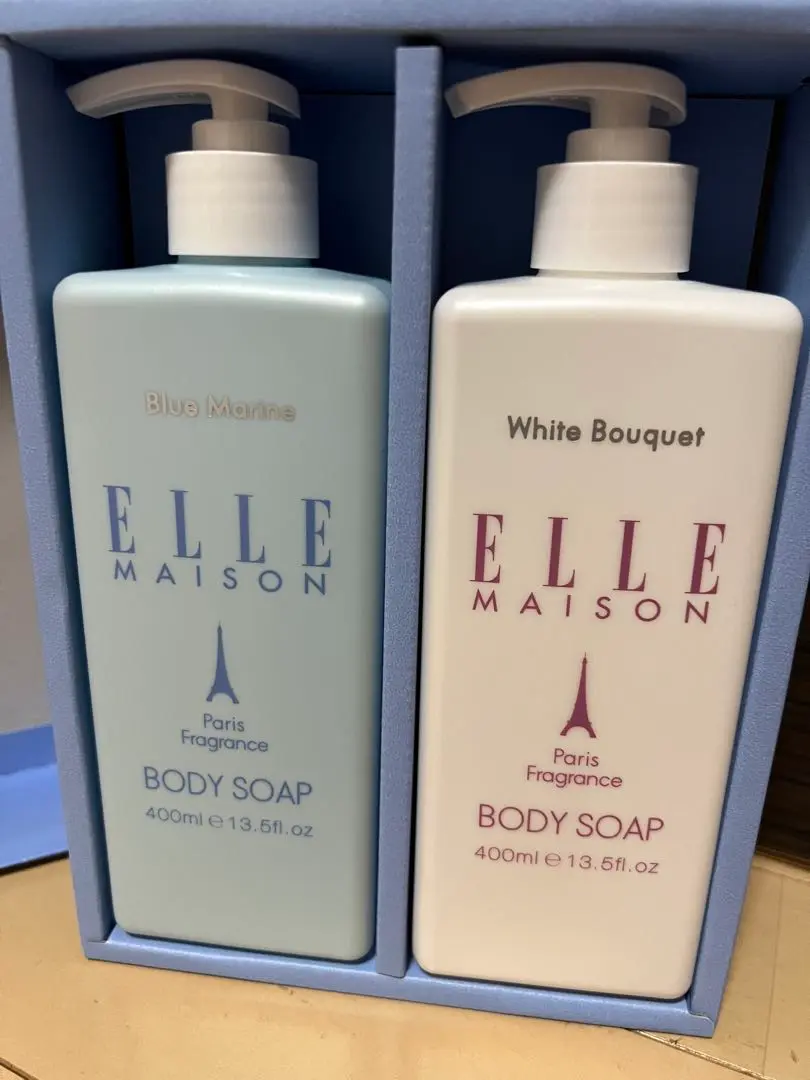 Blue Marine
ELLE
MAISON
Paris
Fragrance
BODY SOAP
400ml ℮ 13.5fl.oz
White Bouquet
ELLE
MAISON
Paris
Fragrance
BODY SOAP
400ml ℮ 13.5fl.oz